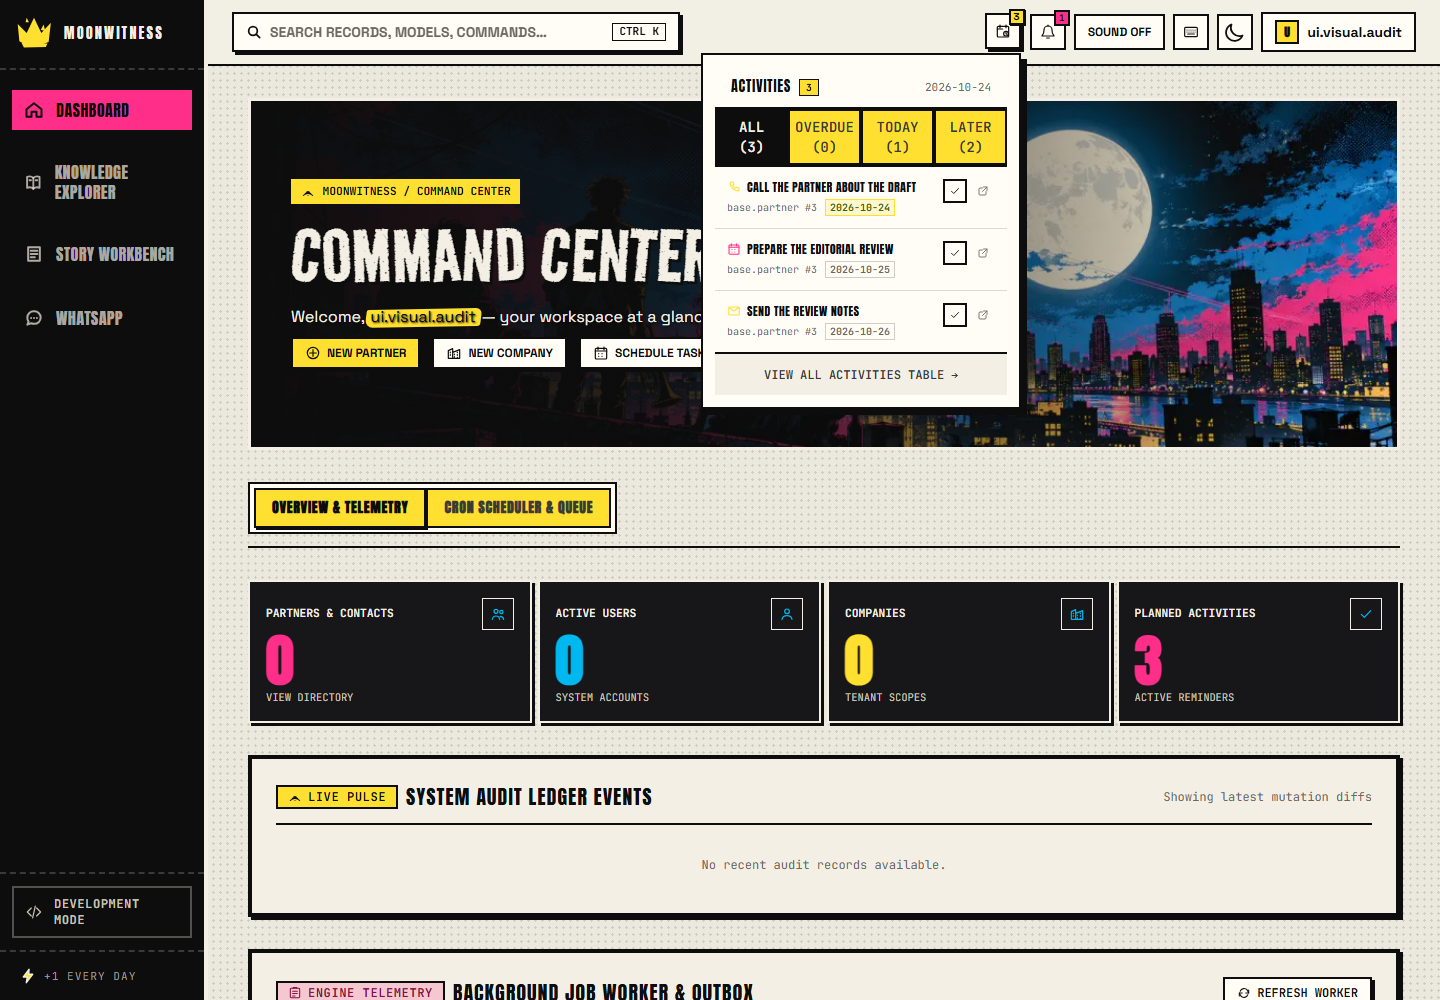 MOONWITNESS
SEARCH RECORDS, MODELS, COMMANDS...
CTRL K
3
1
SOUND OFF
U
ui.visual.audit
DASHBOARD
KNOWLEDGE
EXPLORER
STORY WORKBENCH
WHATSAPP
DEVELOPMENT
MODE
+1 EVERY DAY
ACTIVITIES 3
2026-10-24
ALL
(3)
OVERDUE
(0)
TODAY
(1)
LATER
(2)
CALL THE PARTNER ABOUT THE DRAFT
base.partner #3 2026-10-24
PREPARE THE EDITORIAL REVIEW
base.partner #3 2026-10-25
SEND THE REVIEW NOTES
base.partner #3 2026-10-26
VIEW ALL ACTIVITIES TABLE →
MOONWITNESS / COMMAND CENTER
COMMAND CENTER
Welcome, ui.visual.audit — your workspace at a glanc
NEW PARTNER
NEW COMPANY
SCHEDULE TASK
OVERVIEW & TELEMETRY
CRON SCHEDULER & QUEUE
PARTNERS & CONTACTS
0
VIEW DIRECTORY
ACTIVE USERS
0
SYSTEM ACCOUNTS
COMPANIES
0
TENANT SCOPES
PLANNED ACTIVITIES
3
ACTIVE REMINDERS
LIVE PULSE
SYSTEM AUDIT LEDGER EVENTS
Showing latest mutation diffs
No recent audit records available.
ENGINE TELEMETRY
BACKGROUND JOB WORKER & OUTBOX
REFRESH WORKER